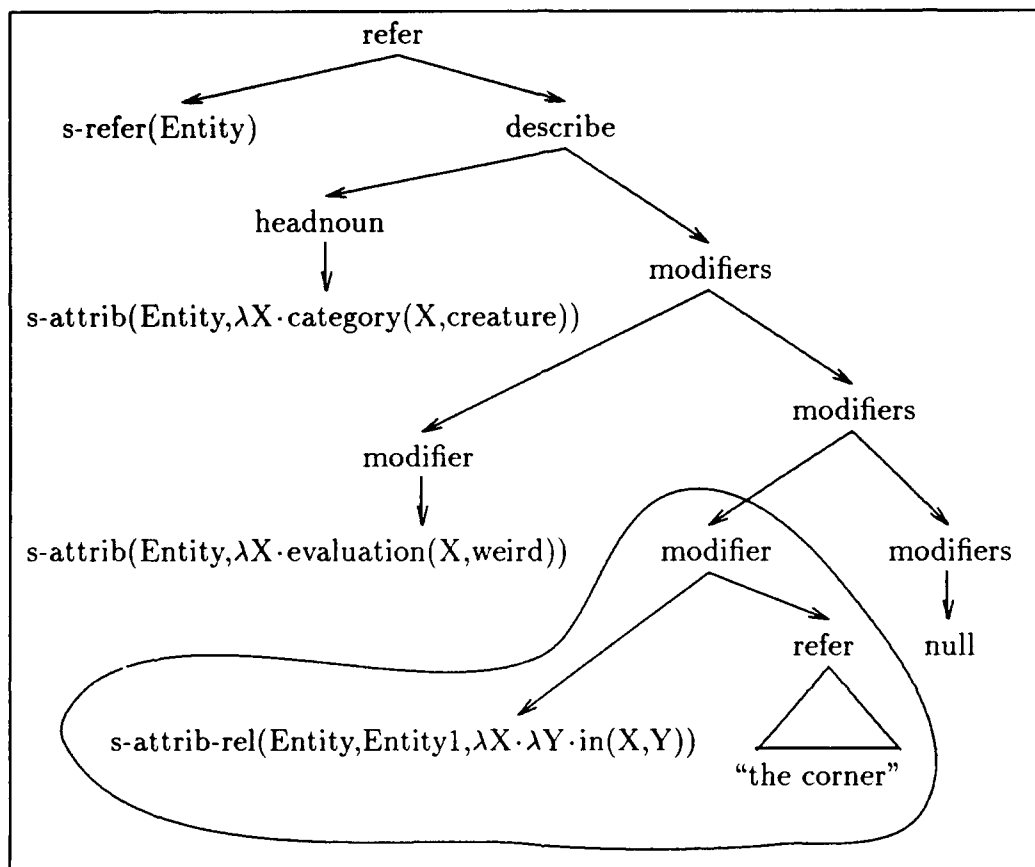 refer
s-refer(Entity) describe
headnoun
modifiers
s-attrib(Entity,λX·category(X,creature))
modifiers
modifier
s-attrib(Entity,λX·evaluation(X,weird)) modifier modifiers
refer null
s-attrib-rel(Entity,Entity1,λX·λY·in(X,Y))
“the corner”